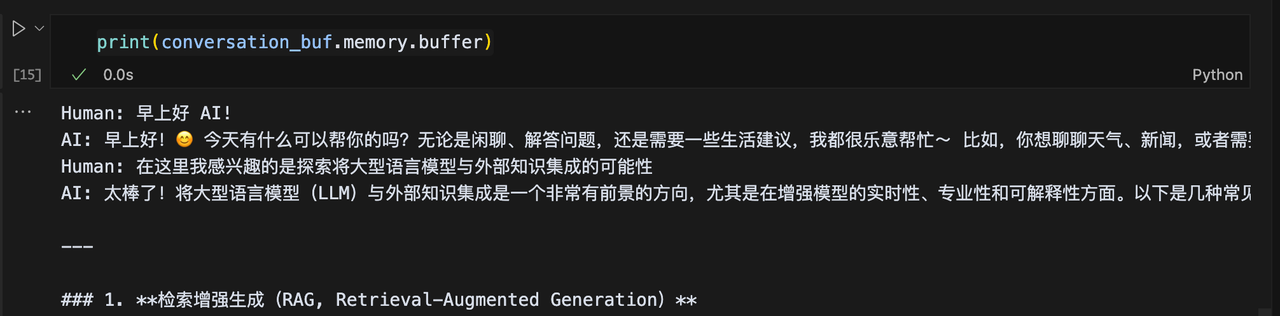 print(conversation_buf.memory.buffer)
[15]
0.0s
Python
Human: 早上好 AI!
AI: 早上好！😊 今天有什么可以帮你的吗？无论是闲聊、解答问题，还是需要一些生活建议，我都很乐意帮忙～ 比如，你想聊聊天气、新闻，或者需
Human: 在这里我感兴趣的是探索将大型语言模型与外部知识集成的可能性
AI: 太棒了！将大型语言模型（LLM）与外部知识集成是一个非常有前景的方向，尤其是在增强模型的实时性、专业性和可解释性方面。以下是几种常
---
### 1. **检索增强生成（RAG, Retrieval-Augmented Generation）**